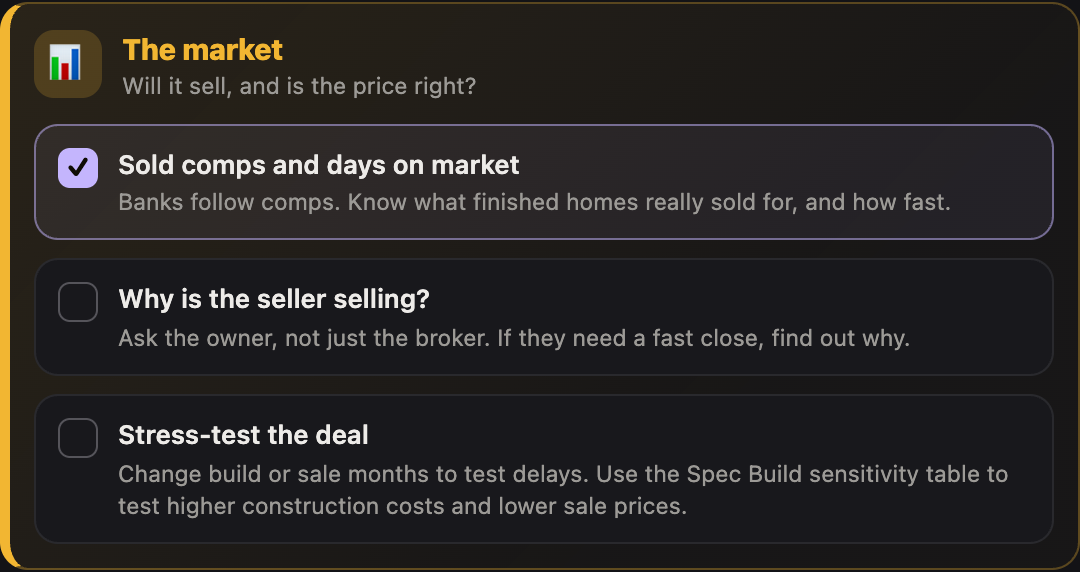 The market
Will it sell, and is the price right?
Sold comps and days on market
Banks follow comps. Know what finished homes really sold for, and how fast.
Why is the seller selling?
Ask the owner, not just the broker. If they need a fast close, find out why.
Stress-test the deal
Change build or sale months to test delays. Use the Spec Build sensitivity table to
test higher construction costs and lower sale prices.